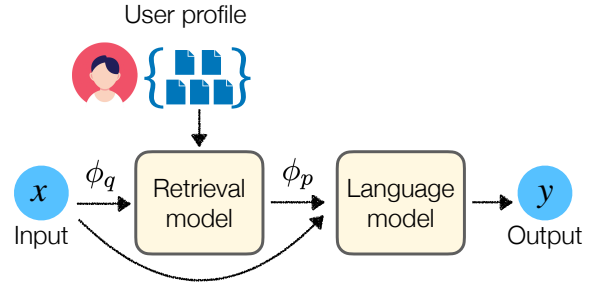 User profile
ϕq
ϕp
x
Retrieval
model
Language
model
y
Input
Output